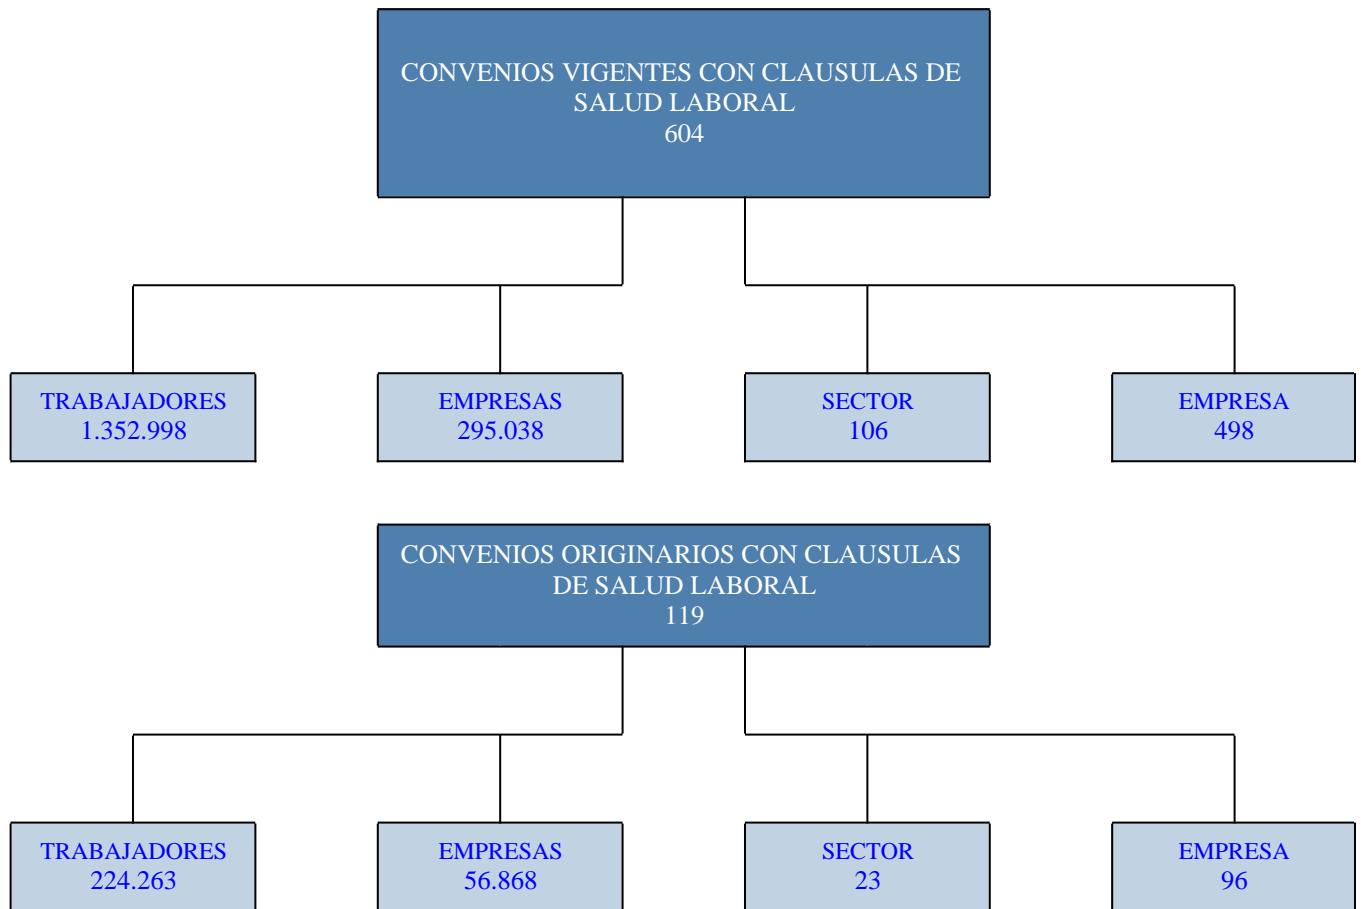 CONVENIOS VIGENTES CON CLAUSULAS DE
SALUD LABORAL
604
TRABAJADORES
1.352.998
EMPRESAS
295.038
SECTOR
106
EMPRESA
498
CONVENIOS ORIGINARIOS CON CLAUSULAS
DE SALUD LABORAL
119
TRABAJADORES
224.263
EMPRESAS
56.868
SECTOR
23
EMPRESA
96